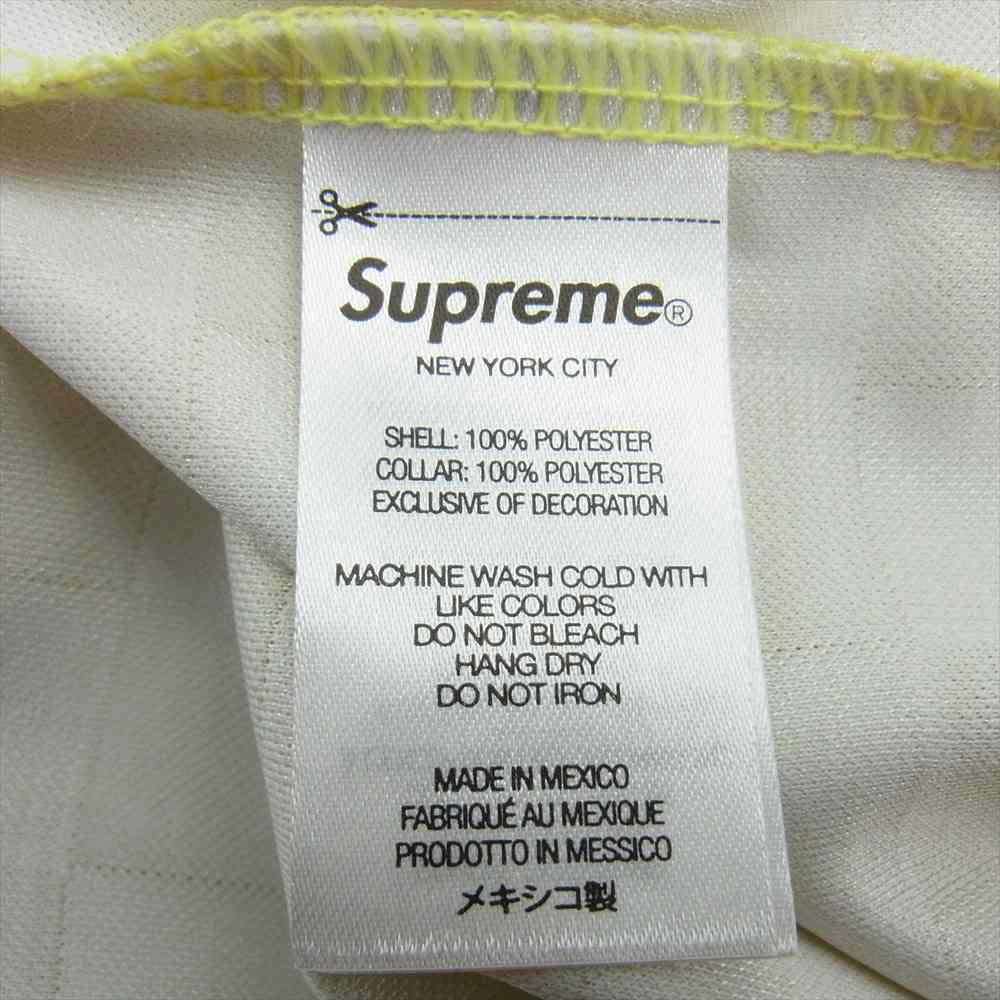 Supreme®
NEW YORK CITY
SHELL: 100% POLYESTER
COLLAR: 100% POLYESTER
EXCLUSIVE OF DECORATION
MACHINE WASH COLD WITH
LIKE COLORS
DO NOT BLEACH
HANG DRY
DO NOT IRON
MADE IN MEXICO
FABRIQUÉ AU MEXIQUE
PRODOTTO IN MESSICO
メキシコ製